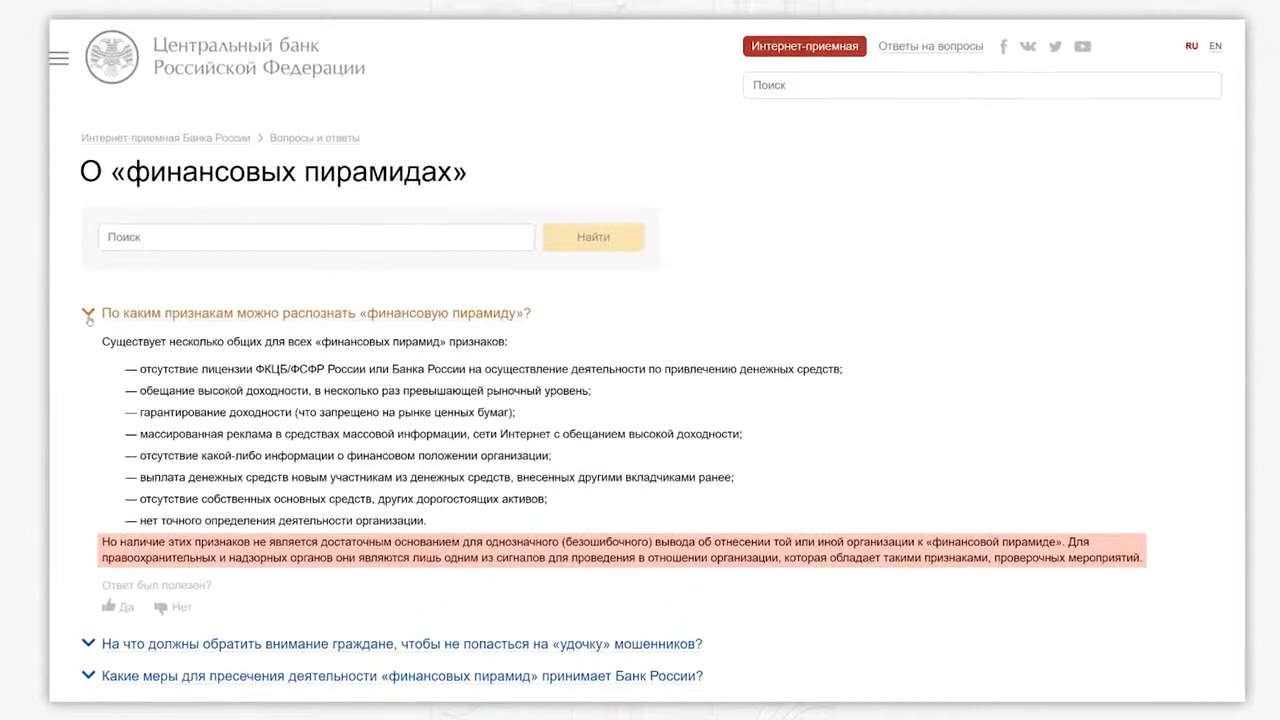 Центральный банк
Российской Федерации
Интернет-приемная
Ответы на вопросы
RU
EN
Поиск
Интернет-приемная Банка России > Вопросы и ответы
О «финансовых пирамидах»
Поиск
Найти
По каким признакам можно распознать «финансовую пирамиду»?
Существует несколько общих для всех «финансовых пирамид» признаков:
— отсутствие лицензии ФКЦБ/ФСФР России или Банка России на осуществление деятельности по привлечению денежных средств;
— обещание высокой доходности, в несколько раз превышающей рыночный уровень;
— гарантирование доходности (что запрещено на рынке ценных бумаг);
— массированная реклама в средствах массовой информации, сети Интернет с обещанием высокой доходности;
— отсутствие какой-либо информации о финансовом положении организации;
— выплата денежных средств новым участникам из денежных средств, внесенных другими вкладчиками ранее;
— отсутствие собственных основных средств, других дорогостоящих активов;
— нет точного определения деятельности организации.
Но наличие этих признаков не является достаточным основанием для однозначного (безошибочного) вывода об отнесении той или иной организации к «финансовой пирамиде». Для
правоохранительных и надзорных органов они являются лишь одним из сигналов для проведения в отношении организации, которая обладает такими признаками, проверочных мероприятий.
Ответ был полезен?
Да
Нет
На что должны обратить внимание граждане, чтобы не попасться на «удочку» мошенников?
Какие меры для пресечения деятельности «финансовых пирамид» принимает Банк России?